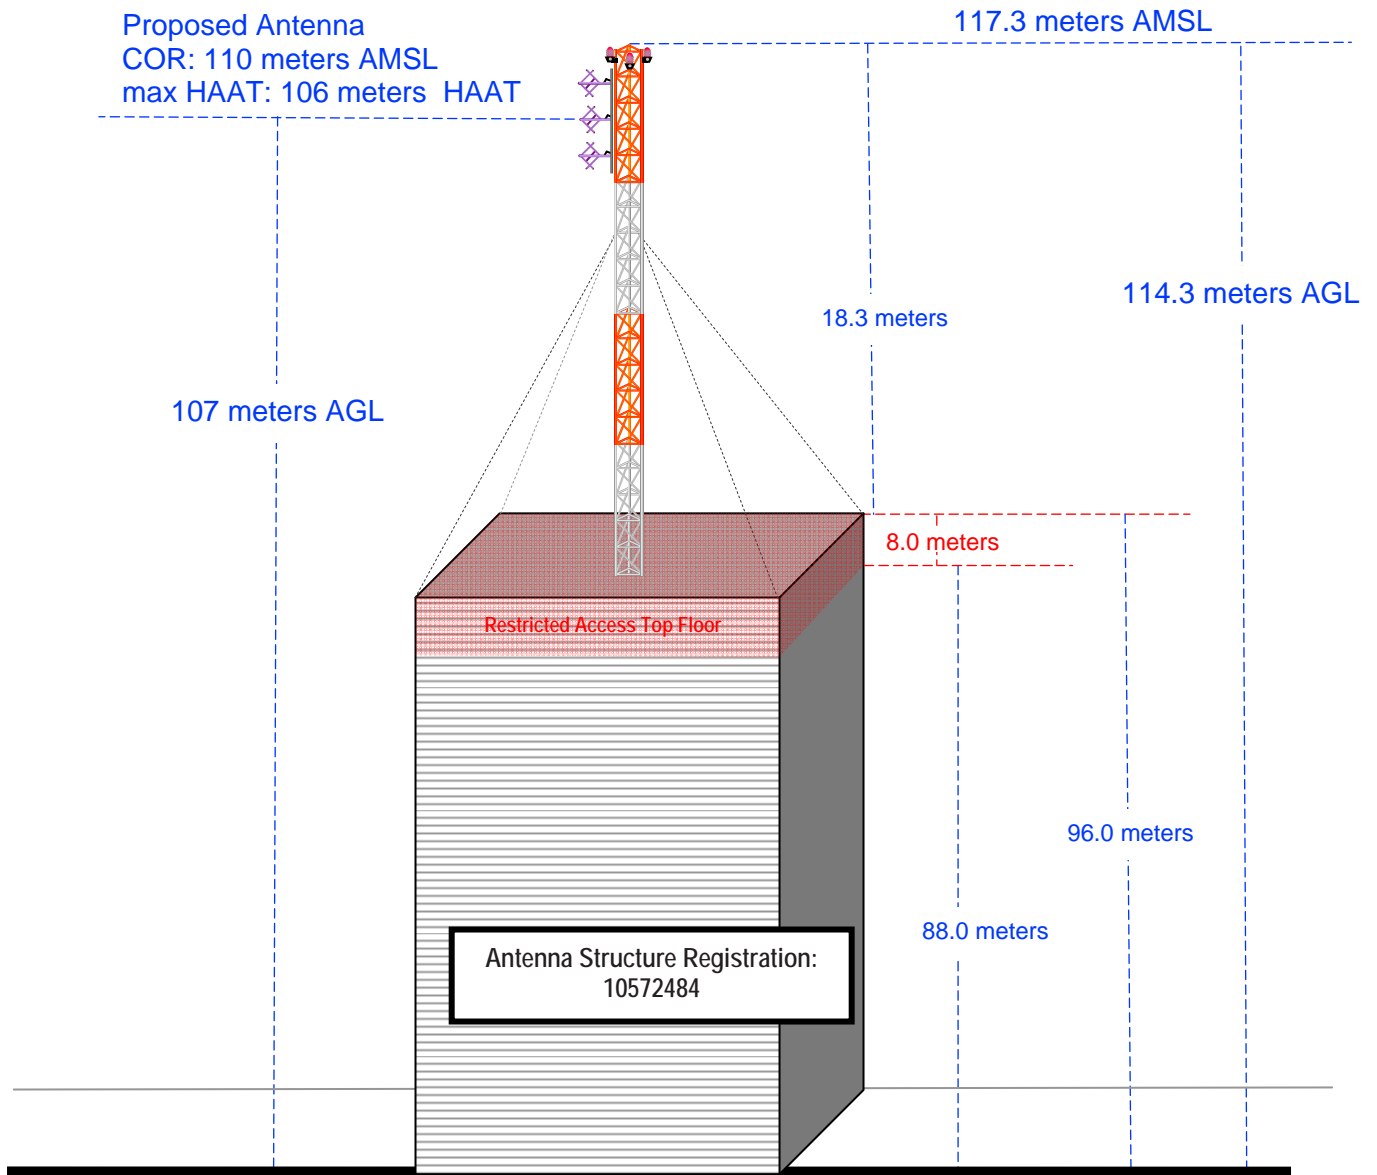 Proposed Antenna
COR: 110 meters AMSL
max HAAT: 106 meters HAAT
117.3 meters AMSL
114.3 meters AGL
18.3 meters
107 meters AGL
8.0 meters
Restricted Access Top Floor
96.0 meters
88.0 meters
Antenna Structure Registration:
10572484